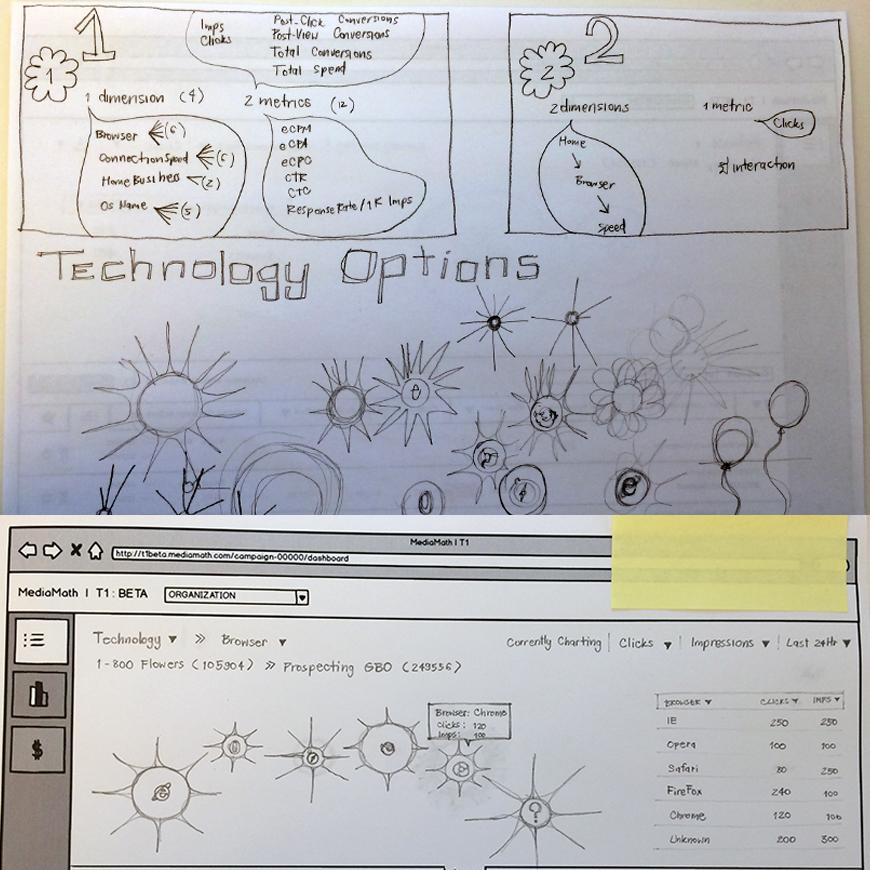 1
1
Imps
Clicks
Post-Click Conversions
Post-View Conversions
Total Conversions
Total Spend
1 dimension (4)
2 metrics (12)
Browser (6)
Connection Speed (5)
Home Business (2)
Os Name (5)
eCPM
eCPA
eCPC
CTR
CTC
Response Rate/1K Imps
2
2
2 dimensions
1 metric
Clicks
Home
Browser
Speed
interaction
Technology Options
MediaMath | T1
http://t1beta.mediamath.com/campaign-00000/dashboard
MediaMath | T1: BETA
ORGANIZATION
Technology ▼ » Browser ▼
Currently Charting | Clicks ▼ | Impressions ▼ | Last 24Hr ▼
1-800 Flowers (105904) » Prospecting GBO (249556)
Browser: Chrome
Clicks: 120
Imps: 100
?
$
BROWSER ▼ CLICKS ▼ IMPS ▼
IE 250 250
Opera 100 100
Safari 80 250
FireFox 240 100
Chrome 120 100
Unknown 200 300